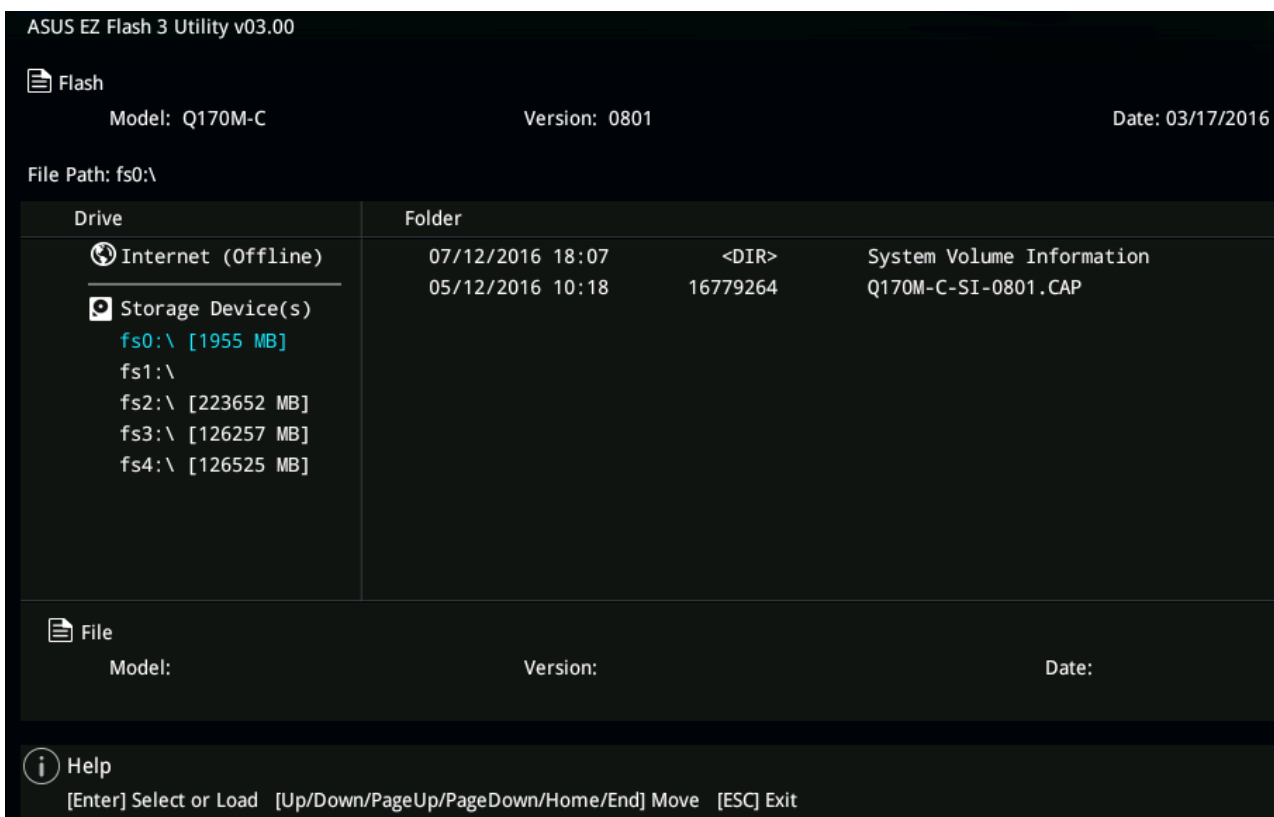 ASUS EZ Flash 3 Utility v03.00
Flash
Model: Q170M-C Version: 0801 Date: 03/17/2016
File Path: fs0:\
Drive Folder
Internet (Offline) 07/12/2016 18:07 <DIR> System Volume Information
05/12/2016 10:18 16779264 Q170M-C-SI-0801.CAP
Storage Device(s)
fs0:\ [1955 MB]
fs1:\
fs2:\ [223652 MB]
fs3:\ [126257 MB]
fs4:\ [126525 MB]
File
Model: Version: Date:
i Help
[Enter] Select or Load [Up/Down/PageUp/PageDown/Home/End] Move [ESC] Exit